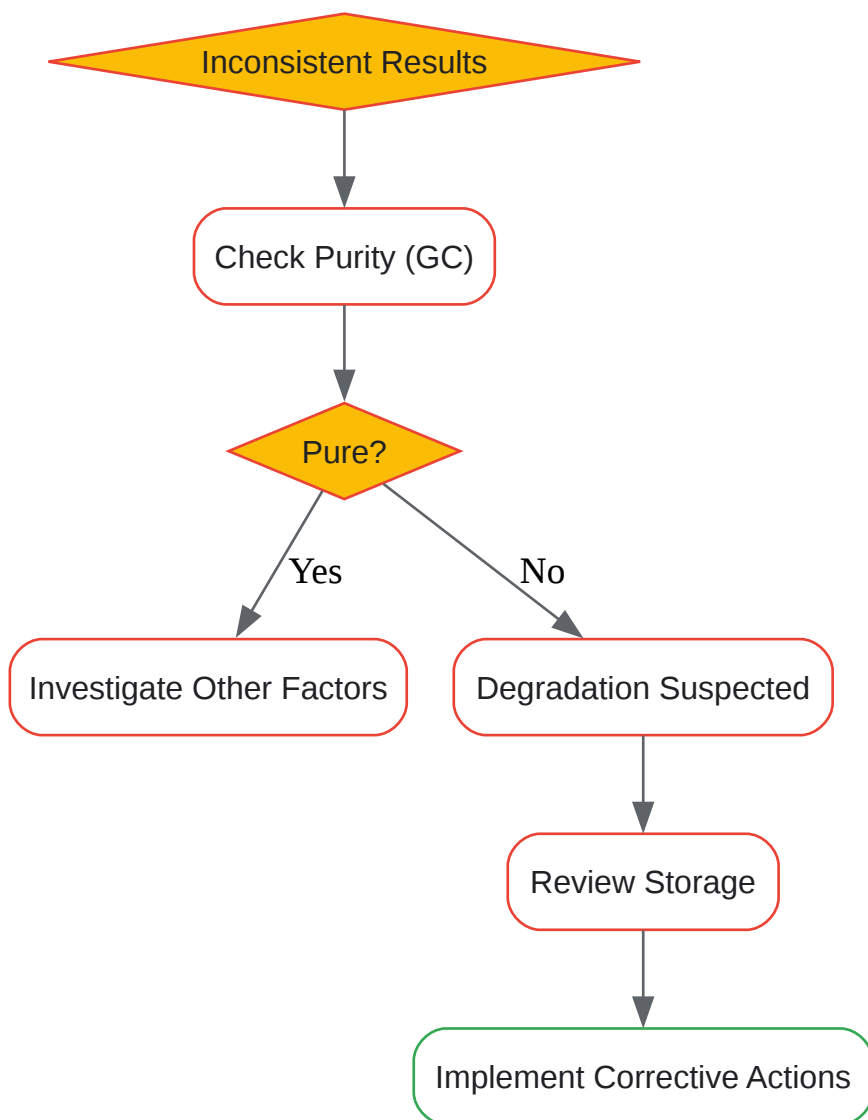 Inconsistent Results
Check Purity (GC)
Pure?
Yes
No
Investigate Other Factors
Degradation Suspected
Review Storage
Implement Corrective Actions